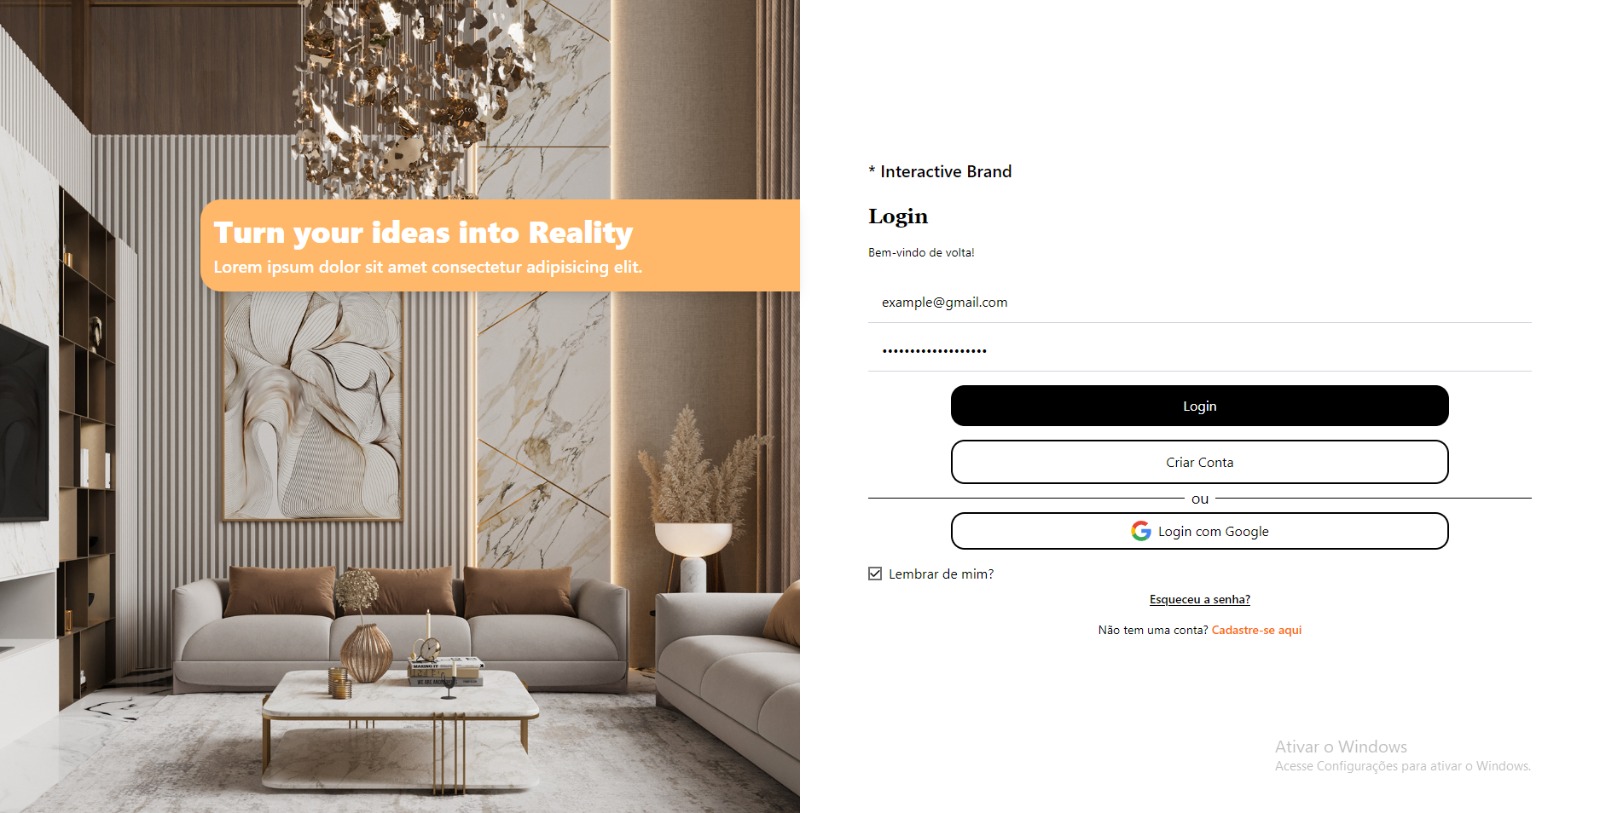 Turn your ideas into Reality
Lorem ipsum dolor sit amet consectetur adipisicing elit.
* Interactive Brand
Login
Bem-vindo de volta!
example@gmail.com
•••••••••••••••••••
Login
Criar Conta
ou
Login com Google
Lembrar de mim?
Esqueceu a senha?
Não tem uma conta? Cadastre-se aqui
Ativar o Windows
Acesse Configurações para ativar o Windows.